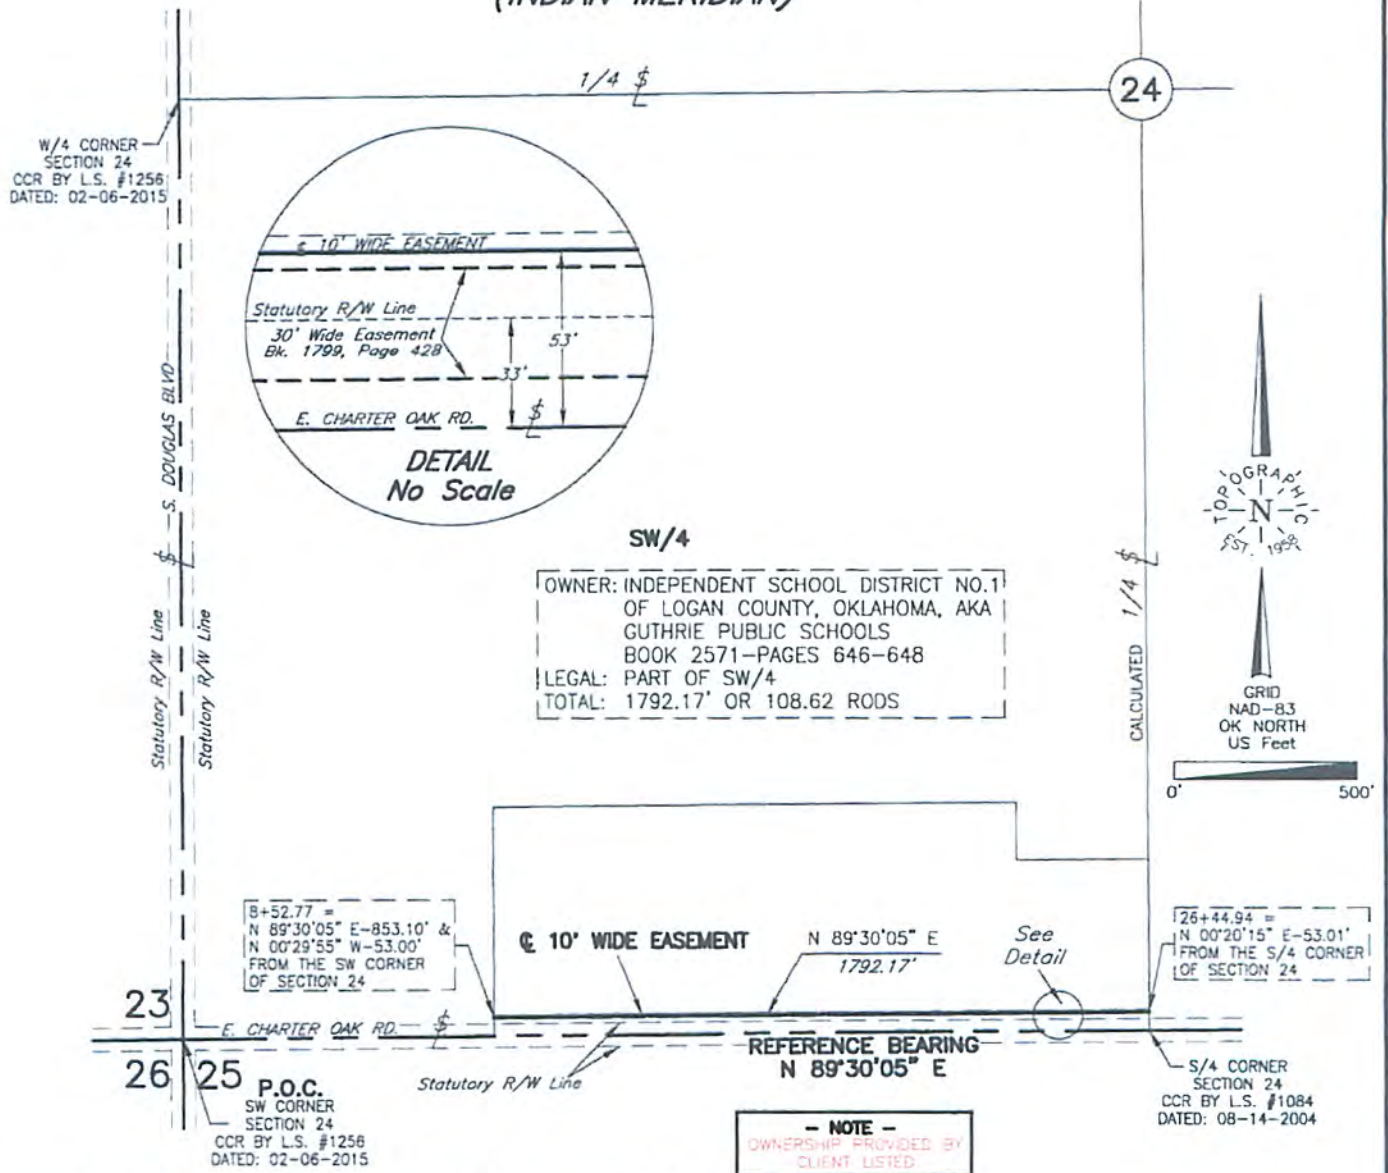 (INDIAN MERIDIAN)
1/4 ℄
24
W/4 CORNER
SECTION 24
CCR BY L.S. #1256
DATED: 02-06-2015
℄ 10' WIDE EASEMENT
Statutory R/W Line
30' Wide Easement
Bk. 1799, Page 428
53'
33'
E. CHARTER OAK RD.
DETAIL
No Scale
S. DOUGLAS BLVD
Statutory R/W Line
Statutory R/W Line
SW/4
OWNER: INDEPENDENT SCHOOL DISTRICT NO.1
OF LOGAN COUNTY, OKLAHOMA, AKA
GUTHRIE PUBLIC SCHOOLS
BOOK 2571-PAGES 646-648
LEGAL: PART OF SW/4
TOTAL: 1792.17' OR 108.62 RODS
CALCULATED 1/4 ℄
TOPOGRAPHIC
N
EST. 1958
GRID
NAD-83
OK NORTH
US Feet
0' 500'
8+52.77 =
N 89°30'05" E-853.10' &
N 00°29'55" W-53.00'
FROM THE SW CORNER
OF SECTION 24
℄ 10' WIDE EASEMENT
N 89°30'05" E
1792.17'
See
Detail
26+44.94 =
N 00°20'15" E-53.01'
FROM THE S/4 CORNER
OF SECTION 24
23
E. CHARTER OAK RD. ℄
26 25
P.O.C.
SW CORNER
SECTION 24
CCR BY L.S. #1256
DATED: 02-06-2015
Statutory R/W Line
REFERENCE BEARING
N 89°30'05" E
S/4 CORNER
SECTION 24
CCR BY L.S. #1084
DATED: 08-14-2004
- NOTE -
OWNERSHIP PROVIDED BY
CLIENT LISTED